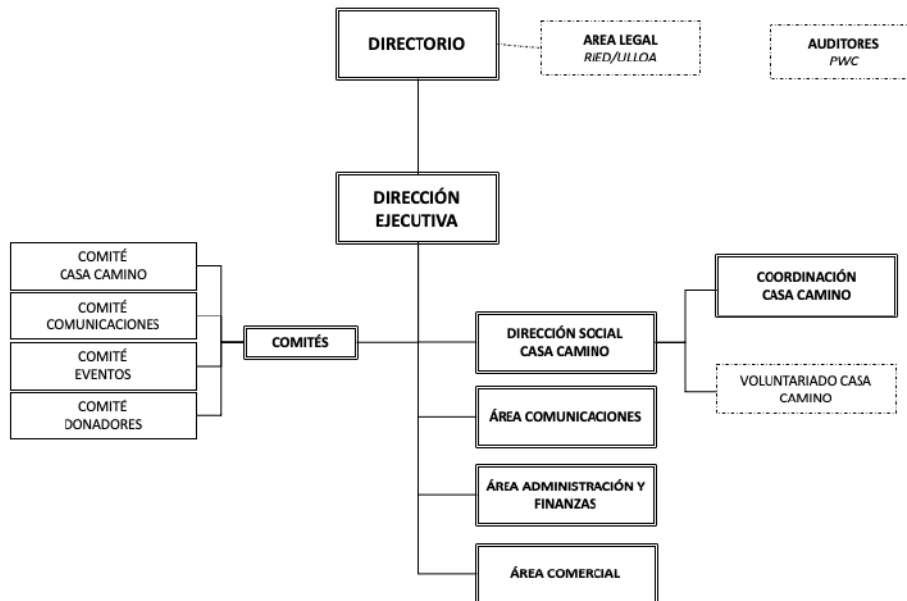 DIRECTORIO
AREA LEGAL
RIED/ULLOA
AUDITORES
PWC
DIRECCIÓN
EJECUTIVA
COMITÉ
CASA CAMINO
COMITÉ
COMUNICACIONES
COMITÉ
EVENTOS
COMITÉ
DONADORES
COMITÉS
DIRECCIÓN SOCIAL
CASA CAMINO
COORDINACIÓN
CASA CAMINO
VOLUNTARIADO CASA
CAMINO
ÁREA COMUNICACIONES
ÁREA ADMINISTRACIÓN Y
FINANZAS
ÁREA COMERCIAL